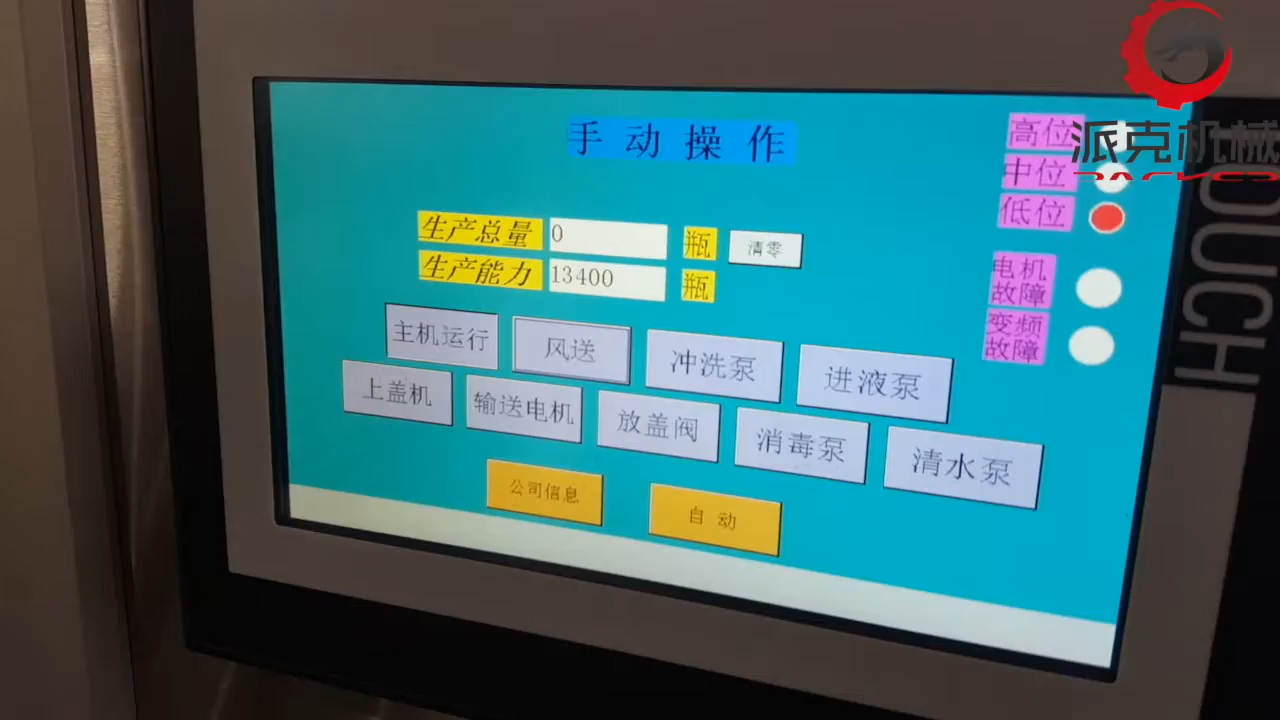 手动操作
高位
中位
低位
生产总量 0 瓶 清零
生产能力 13400 瓶
电机
故障
变频
故障
主机运行 风送 冲洗泵 进液泵
上盖机 输送电机 放盖阀 消毒泵 清水泵
公司信息 自动
派克机械
OUCH